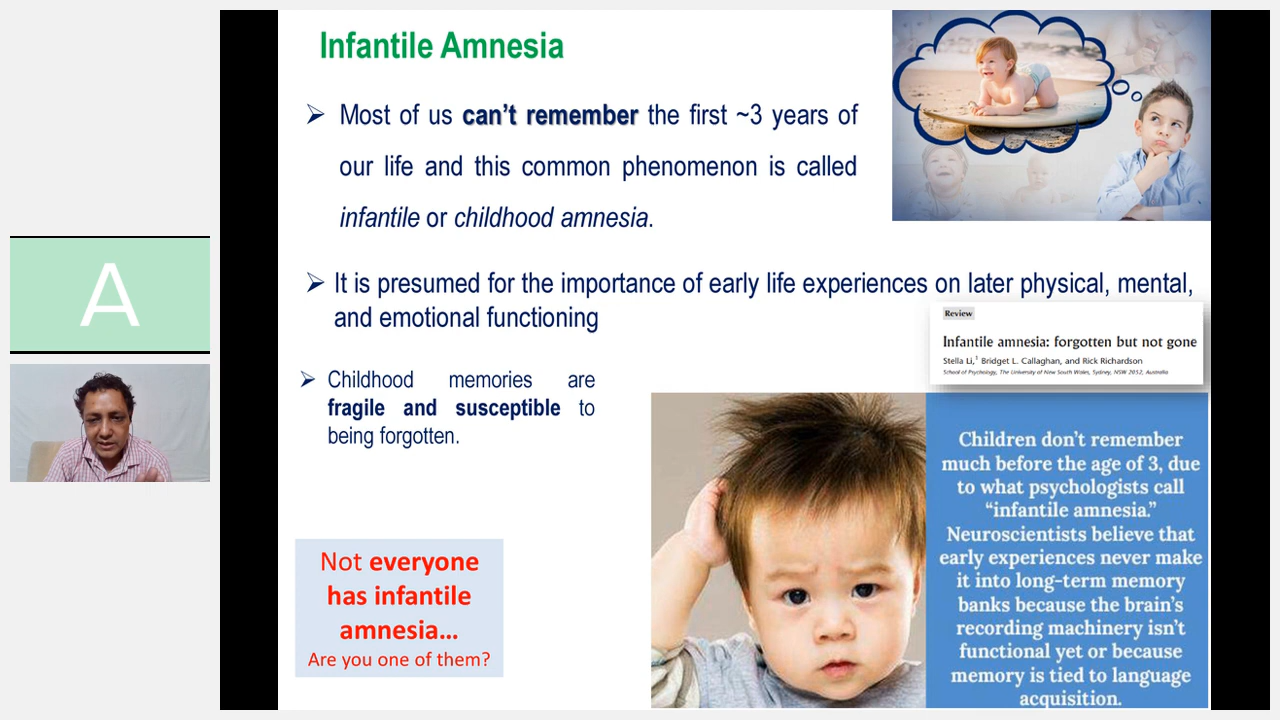 Infantile Amnesia
➢ Most of us can't remember the first ~3 years of
our life and this common phenomenon is called
infantile or childhood amnesia.
➢ It is presumed for the importance of early life experiences on later physical, mental,
and emotional functioning
Review
Infantile amnesia: forgotten but not gone
Stella Li,¹ Bridget L. Callaghan, and Rick Richardson
School of Psychology, The University of New South Wales, Sydney, NSW 2052, Australia
A
➢ Childhood memories are
fragile and susceptible to
being forgotten.
Children don't remember
much before the age of 3, due
to what psychologists call
"infantile amnesia."
Neuroscientists believe that
early experiences never make
it into long-term memory
banks because the brain's
recording machinery isn't
functional yet or because
memory is tied to language
acquisition.
Not everyone
has infantile
amnesia...
Are you one of them?